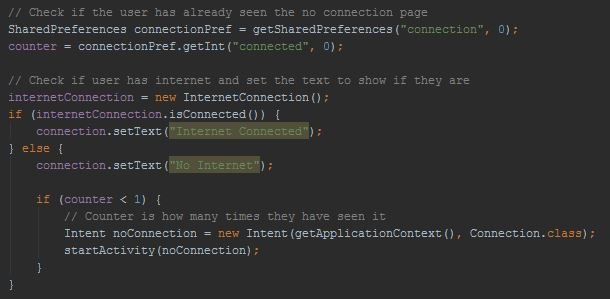 // Check if the user has already seen the no connection page
SharedPreferences connectionPref = getSharedPreferences("connection", 0);
counter = connectionPref.getInt("connected", 0);
// Check if user has internet and set the text to show if they are
internetConnection = new InternetConnection();
if (internetConnection.isConnected()) {
connection.setText("Internet Connected");
} else {
connection.setText("No Internet");
if (counter < 1) {
// Counter is how many times they have seen it
Intent noConnection = new Intent(getApplicationContext(), Connection.class);
startActivity(noConnection);
}
}